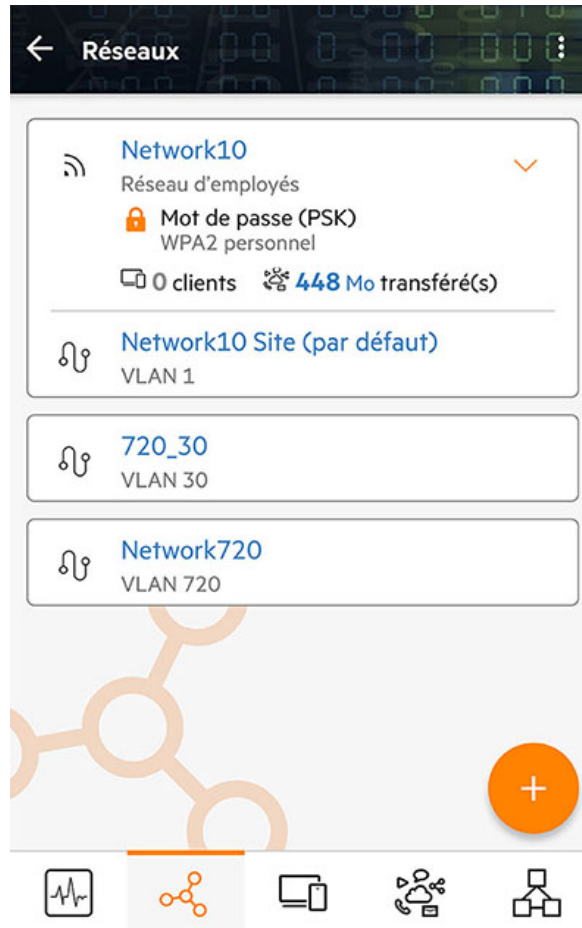 Réseaux
Network10
Réseau d'employés
Mot de passe (PSK)
WPA2 personnel
0 clients 448 Mo transféré(s)
Network10 Site (par défaut)
VLAN 1
720_30
VLAN 30
Network720
VLAN 720